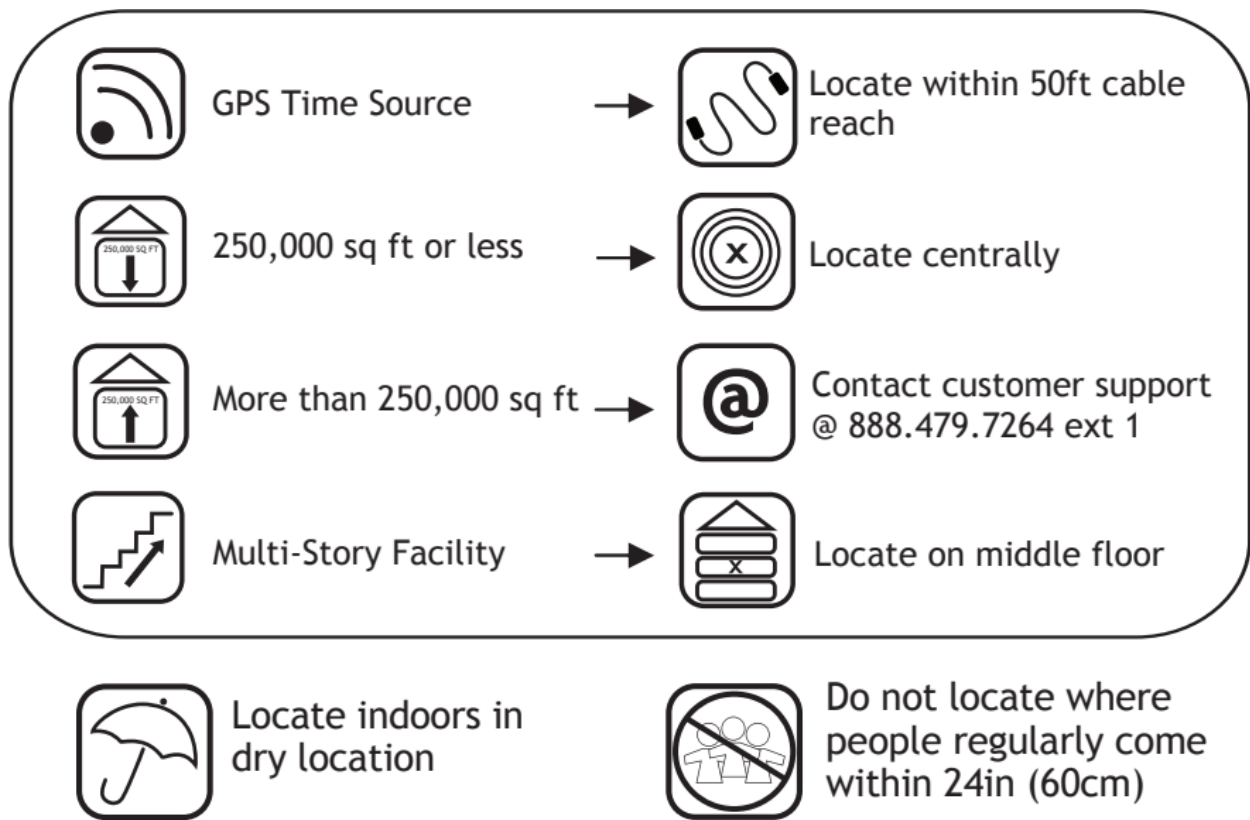 GPS Time Source
Locate within 50ft cable
reach
250,000 SQ FT
250,000 sq ft or less
X
Locate centrally
250,000 SQ FT
More than 250,000 sq ft
@
Contact customer support
@ 888.479.7264 ext 1
Multi-Story Facility
X
Locate on middle floor
Locate indoors in
dry location
Do not locate where
people regularly come
within 24in (60cm)